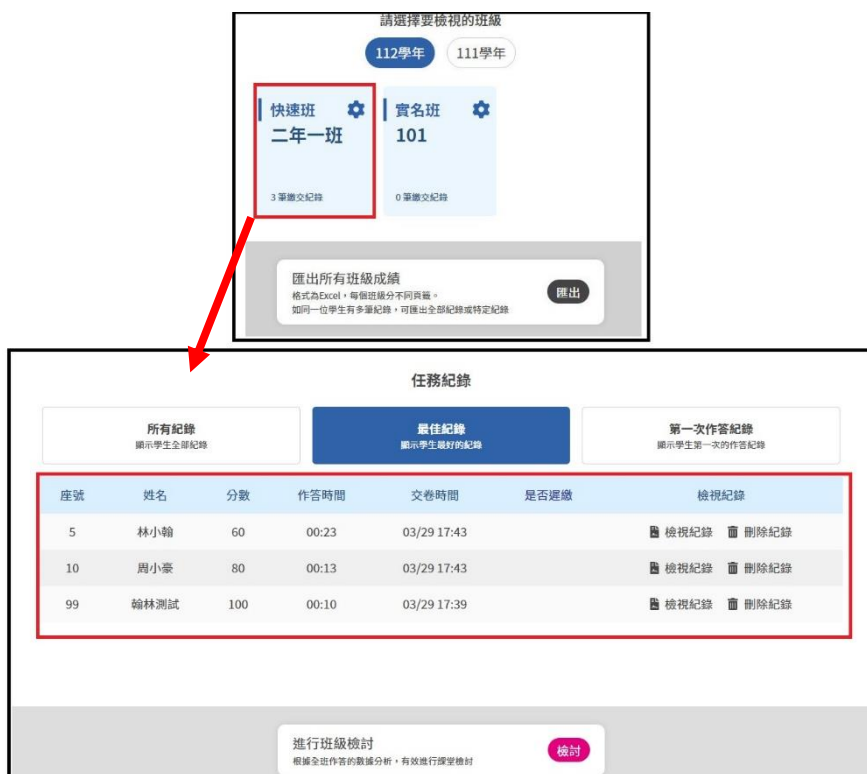 請選擇要檢視的班級
112學年 111學年
快速班 實名班
二年一班 101
3 筆繳交紀錄 0 筆繳交紀錄
匯出所有班級成績
格式為Excel，每個班級分不同頁籤。
如同一位學生有多筆紀錄，可匯出全部紀錄或特定紀錄
匯出
任務紀錄
所有紀錄 最佳紀錄 第一次作答紀錄
顯示學生全部紀錄 顯示學生最好的紀錄 顯示學生第一次的作答紀錄
座號 姓名 分數 作答時間 交卷時間 是否遲繳 檢視紀錄
5 林小翰 60 00:23 03/29 17:43 檢視紀錄 刪除紀錄
10 周小豪 80 00:13 03/29 17:43 檢視紀錄 刪除紀錄
99 翰林測試 100 00:10 03/29 17:39 檢視紀錄 刪除紀錄
進行班級檢討
根據全班作答的數據分析，有效進行課堂檢討
檢討